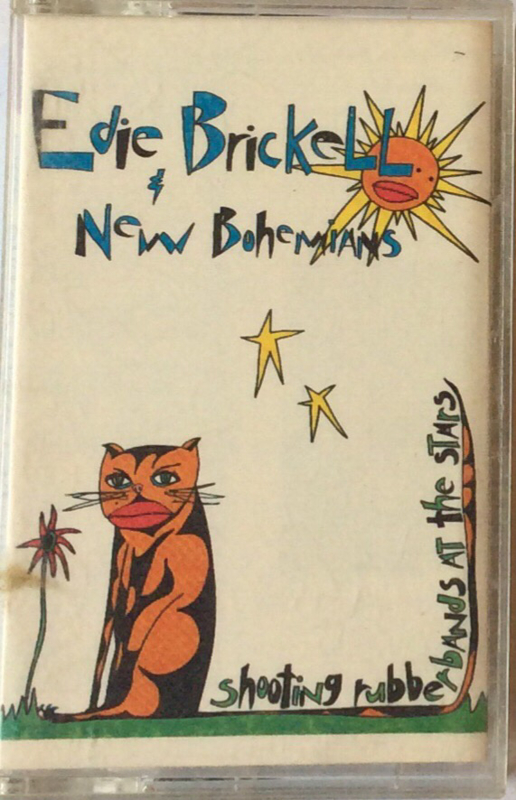 Edie Brickell
&
New Bohemians
shooting rubberbands at the stars